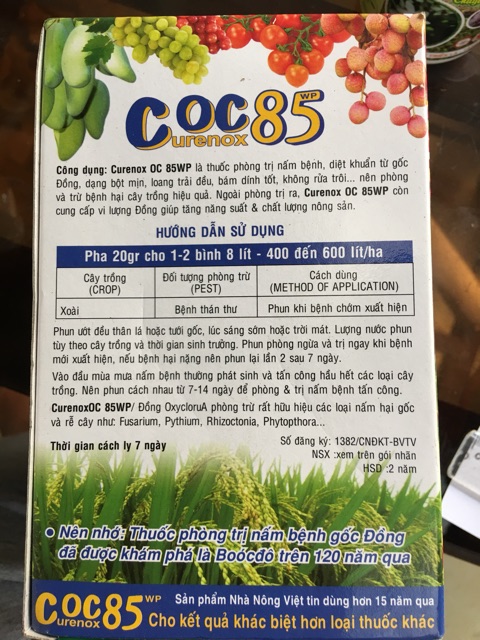 COC85 WP
Curenox
Công dụng: Curenox OC 85WP là thuốc phòng trị nấm bệnh, diệt khuẩn từ gốc
Đồng, dạng bột mịn, loang trải đều, bám dính tốt, không rửa trôi... nên phòng
và trừ bệnh hại cây trồng hiệu quả. Ngoài phòng trị ra, Curenox OC 85WP còn
cung cấp vi lượng Đồng giúp tăng năng suất & chất lượng nông sản.
HƯỚNG DẪN SỬ DỤNG
Pha 20gr cho 1-2 bình 8 lít - 400 đến 600 lít/ha
Cây trồng Đối tượng phòng trừ Cách dùng
(CROP) (PEST) (METHOD OF APPLICATION)
Xoài Bệnh thán thư Phun khi bệnh chớm xuất hiện
Phun ướt đều thân lá hoặc tưới gốc, lúc sáng sớm hoặc trời mát. Lượng nước phun
tùy theo cây trồng và thời gian sinh trưởng. Phun phòng ngừa và trị ngay khi bệnh
mới xuất hiện, nếu bệnh hại nặng nên phun lại lần 2 sau 7 ngày.
Vào đầu mùa mưa nấm bệnh thường phát sinh và tấn công hầu hết các loại cây
trồng. Nên phun cách nhau từ 7-14 ngày để phòng & trị nấm bệnh tấn công.
CurenoxOC 85WP/ Đồng OxycloruA phòng trừ rất hữu hiệu các loại nấm hại gốc
và rễ cây như: Fusarium, Pythium, Rhizoctonia, Phytopthora...
Thời gian cách ly 7 ngày
Số đăng ký: 1382/CNĐKT-BVTV
NSX :xem trên gói nhãn
HSD :2 năm
• Nên nhớ: Thuốc phòng trị nấm bệnh gốc Đồng
đã được khám phá là Boócđô trên 120 năm qua
COC85 WP
Curenox
Sản phẩm Nhà Nông Việt tin dùng hơn 15 năm qua
Cho kết quả khác biệt hơn loại thuốc khác